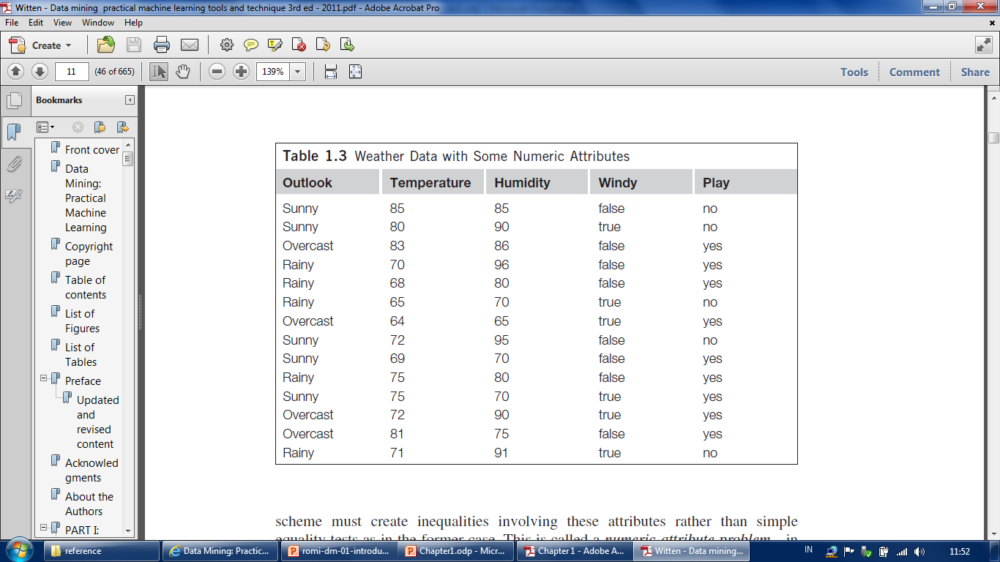 Witten - Data mining  practical machine learning tools and technique 3rd ed - 2011.pdf - Adobe Acrobat Pro
File Edit View Window Help
Create
11 (46 of 665) 139% Tools Comment Share
Bookmarks
Front cover
Data
Mining:
Practical
Machine
Learning
Copyright
page
Table of
contents
List of
Figures
List of
Tables
Preface
Updated
and
revised
content
Acknowled
gments
About the
Authors
PART I:
Table 1.3 Weather Data with Some Numeric Attributes
Outlook Temperature Humidity Windy Play
Sunny 85 85 false no
Sunny 80 90 true no
Overcast 83 86 false yes
Rainy 70 96 false yes
Rainy 68 80 false yes
Rainy 65 70 true no
Overcast 64 65 true yes
Sunny 72 95 false no
Sunny 69 70 false yes
Rainy 75 80 false yes
Sunny 75 70 true yes
Overcast 72 90 true yes
Overcast 81 75 false yes
Rainy 71 91 true no
scheme must create inequalities involving these attributes rather than simple
equality tests as in the former case. This is called a numeric-attribute problem—in
reference Data Mining: Practic... romi-dm-01-introdu... Chapter1.odp - Micr... Chapter 1 - Adobe A... Witten - Data mining... IN 11:52